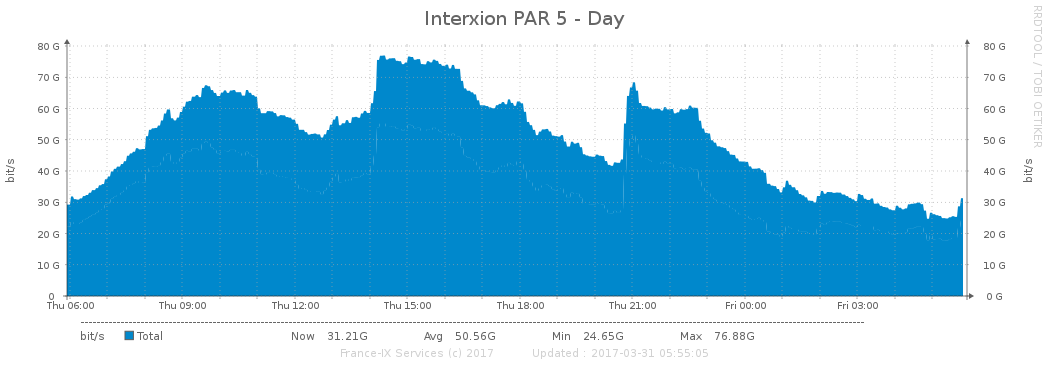 Interxion PAR 5 - Day
RRDTOOL / TOBI OETIKER
80 G 80 G
70 G 70 G
60 G 60 G
50 G 50 G
40 G 40 G
30 G 30 G
20 G 20 G
10 G 10 G
0 0 G
bit/s bit/s
Thu 06:00 Thu 09:00 Thu 12:00 Thu 15:00 Thu 18:00 Thu 21:00 Fri 00:00 Fri 03:00
bit/s Total Now 31.21G Avg 50.56G Min 24.65G Max 76.88G
France-IX Services (c) 2017 Updated : 2017-03-31 05:55:05